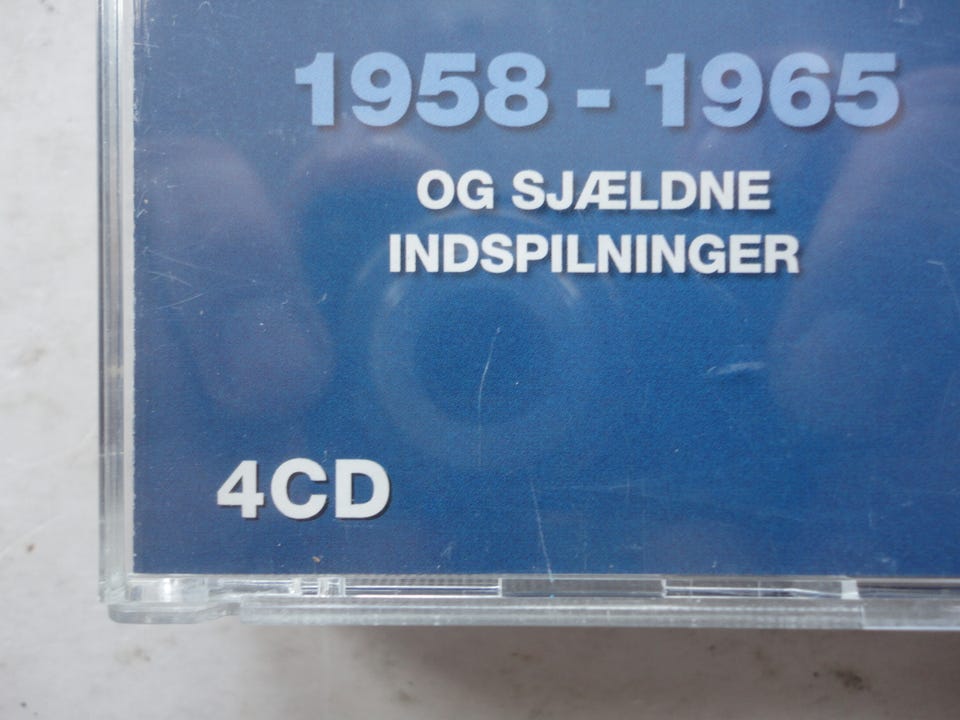 1958 - 1965
OG SJÆLDNE
INDSPILNINGER
4CD